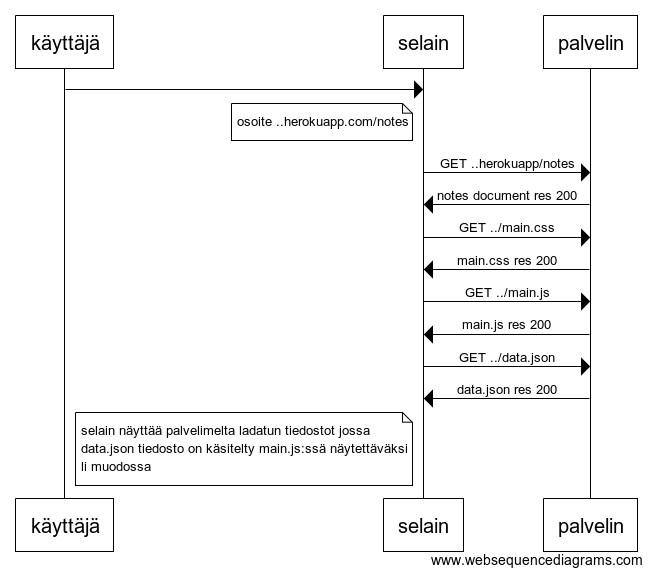 käyttäjä
selain
palvelin
osoite ..herokuapp.com/notes
GET ..herokuapp/notes
notes document res 200
GET ../main.css
main.css res 200
GET ../main.js
main.js res 200
GET ../data.json
data.json res 200
selain näyttää palvelimelta ladatun tiedostot jossa
data.json tiedosto on käsitelty main.js:ssä näytettäväksi
li muodossa
käyttäjä
selain
palvelin
www.websequencediagrams.com